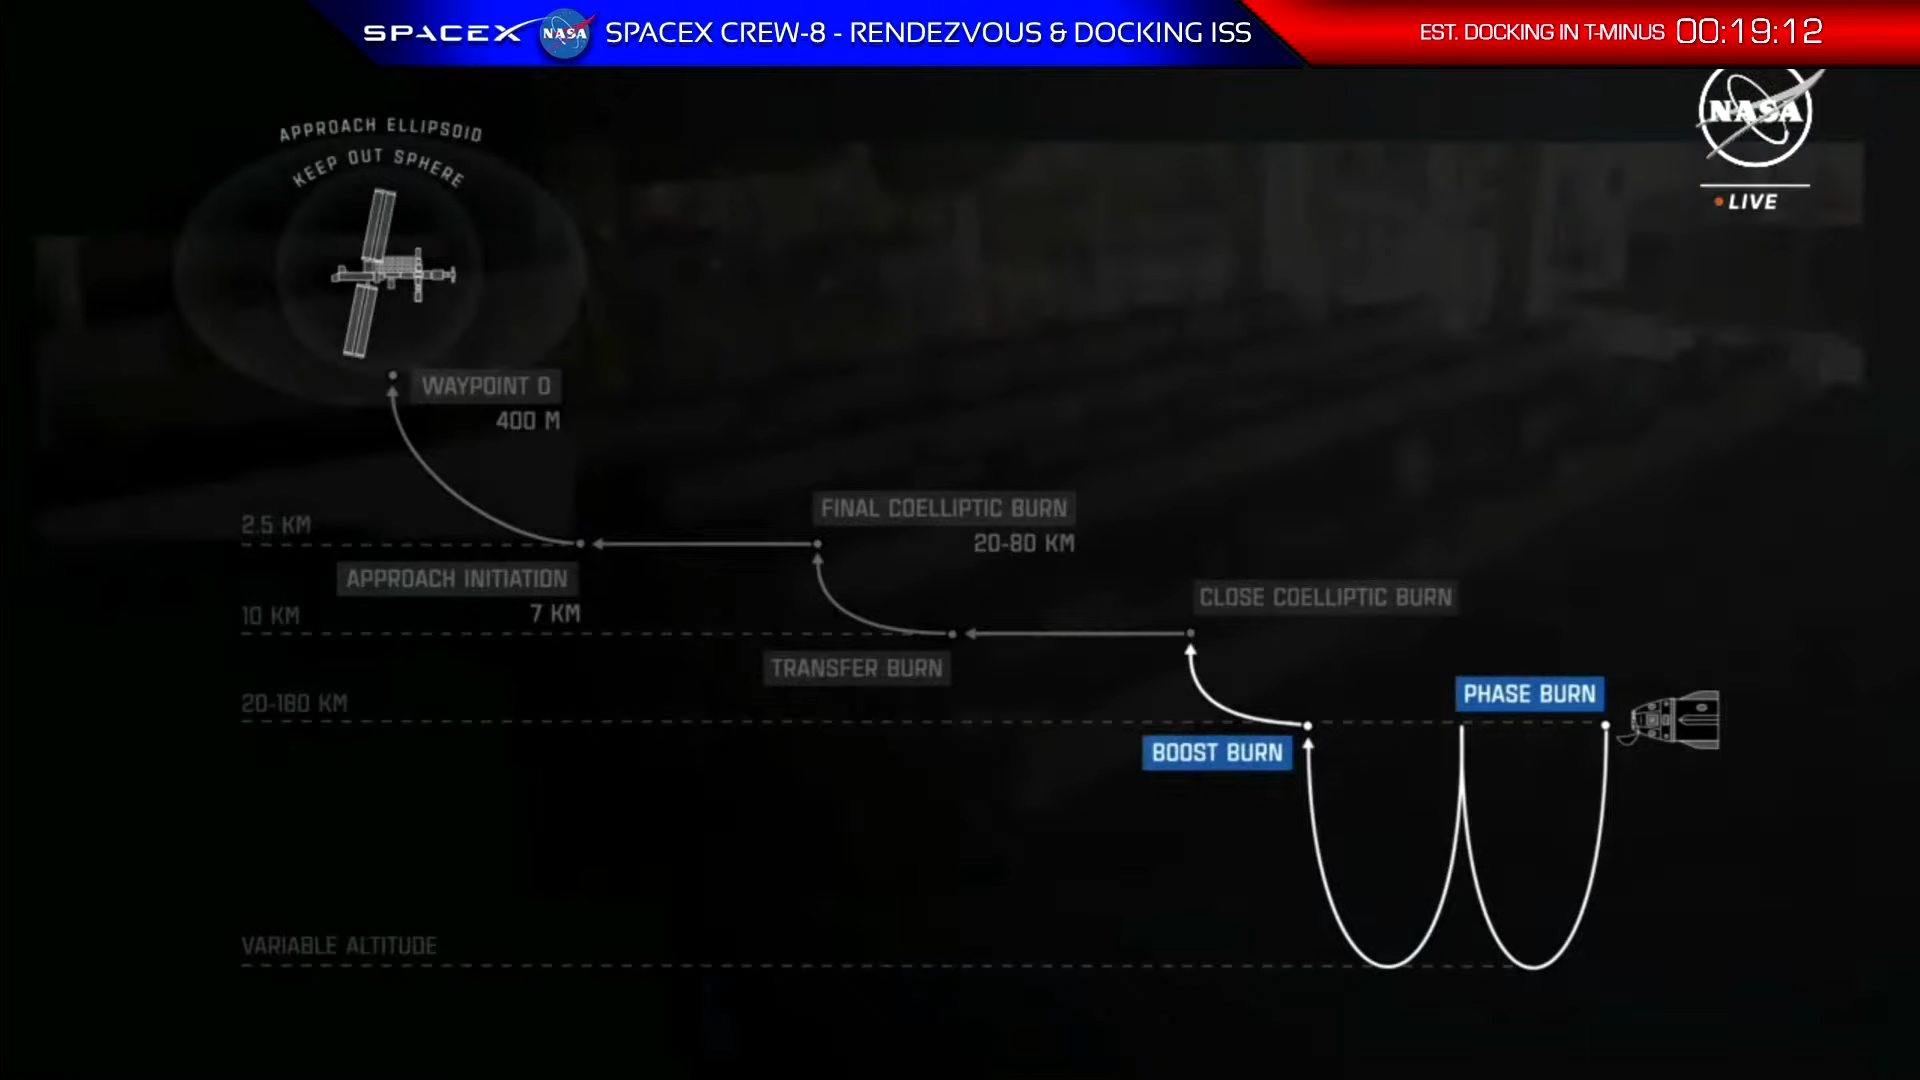 SPACEX NASA SPACEX CREW-8 - RENDEZVOUS & DOCKING ISS
EST. DOCKING IN T-MINUS 00:19:12
NASA
LIVE
APPROACH ELLIPSOID
KEEP OUT SPHERE
WAYPOINT 0
400 M
2.5 KM
FINAL COELLIPTIC BURN
20-80 KM
APPROACH INITIATION
7 KM
10 KM
CLOSE COELLIPTIC BURN
TRANSFER BURN
20-180 KM
PHASE BURN
BOOST BURN
VARIABLE ALTITUDE